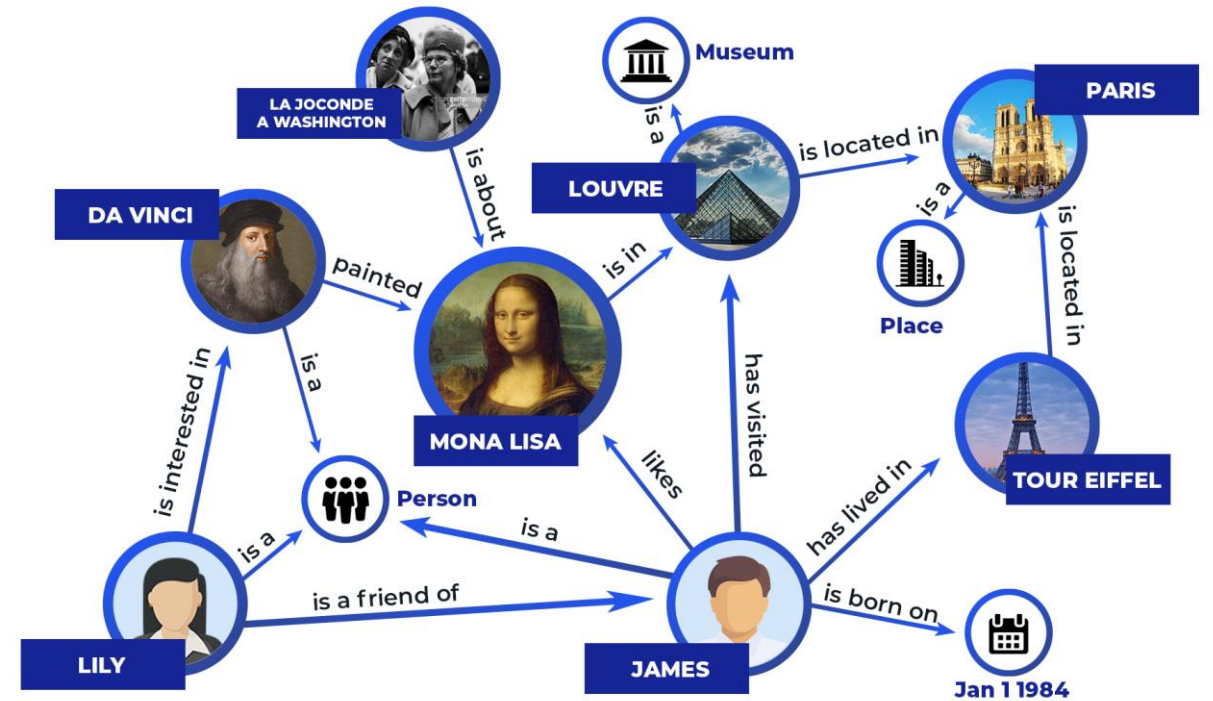 Museum
PARIS
LA JOCONDE
A WASHINGTON
is a
is located in
is about
LOUVRE
is a
DA VINCI
is located in
painted
is in
Place
is a
has visited
is interested in
MONA LISA
likes
TOUR EIFFEL
Person
has lived in
is a
is a
is a friend of
is born on
LILY
JAMES
Jan 1 1984